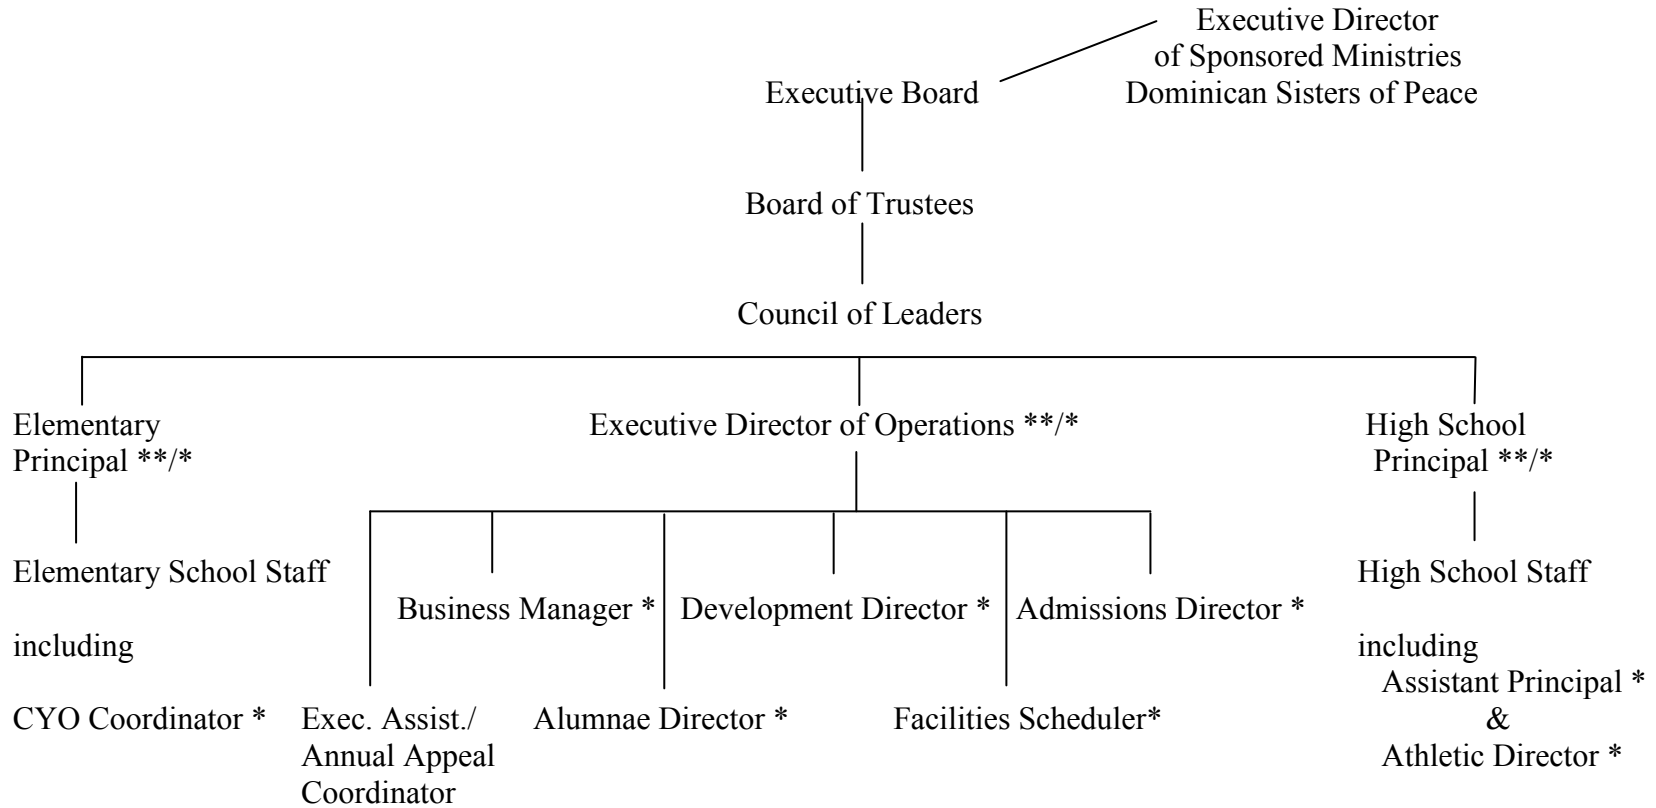 Executive Director
of Sponsored Ministries
Dominican Sisters of Peace
Executive Board
Board of Trustees
Council of Leaders
Elementary
Principal **/*
Executive Director of Operations **/*
High School
Principal **/*
Elementary School Staff
including
CYO Coordinator *
Business Manager *
Development Director *
Admissions Director *
Exec. Assist./
Annual Appeal
Coordinator
Alumnae Director *
Facilities Scheduler*
High School Staff
including
Assistant Principal *
&
Athletic Director *